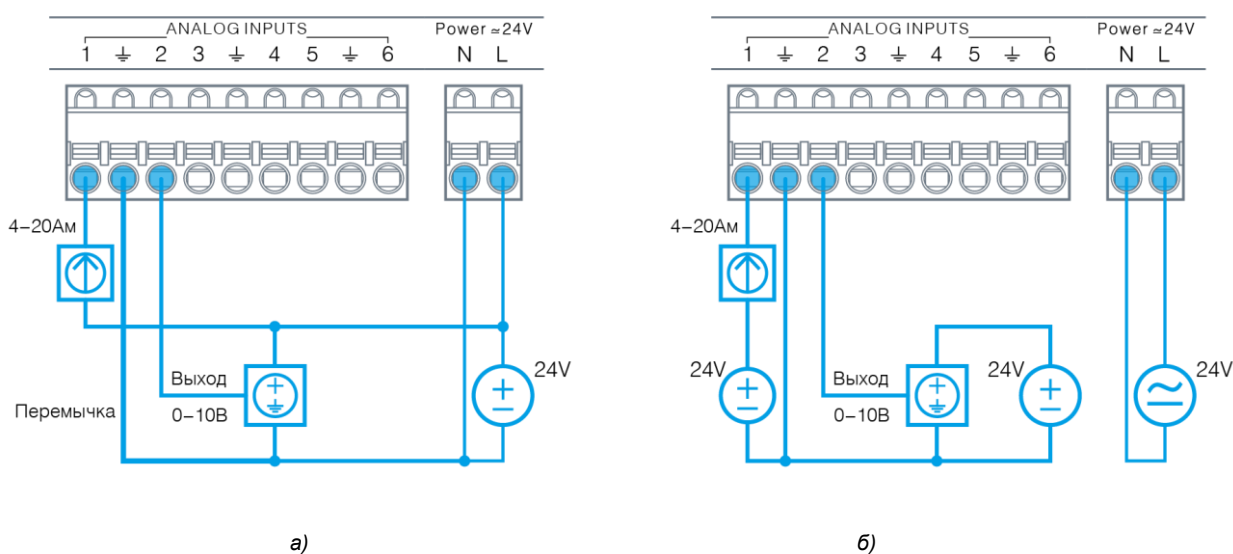 ANALOG INPUTS Power ≃24V
1 ⏚ 2 3 ⏚ 4 5 ⏚ 6 N L
4–20Ам
Выход
0–10В
Перемычка
24V
а)
ANALOG INPUTS Power ≃24V
1 ⏚ 2 3 ⏚ 4 5 ⏚ 6 N L
4–20Ам
24V
Выход
0–10В
24V
24V
б)